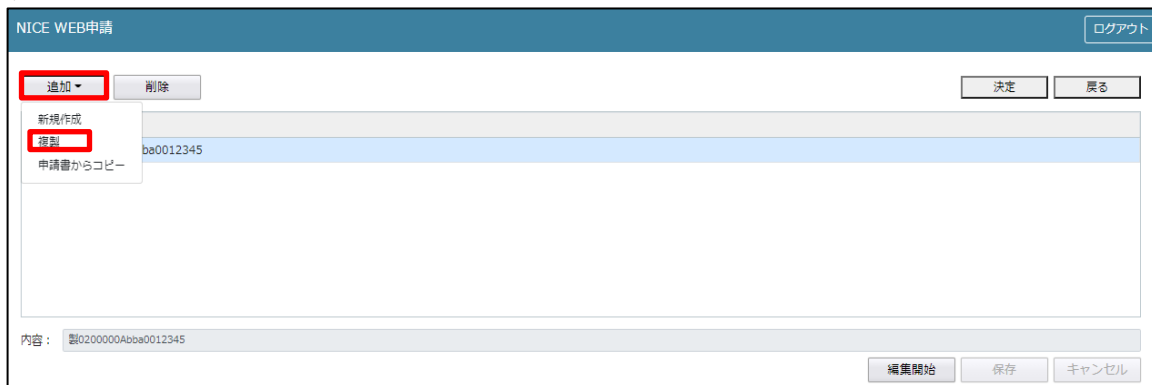 NICE WEB申請
ログアウト
追加
削除
決定
戻る
新規作成
複製
ba0012345
申請書からコピー
内容： 製0200000Abba0012345
編集開始
保存
キャンセル